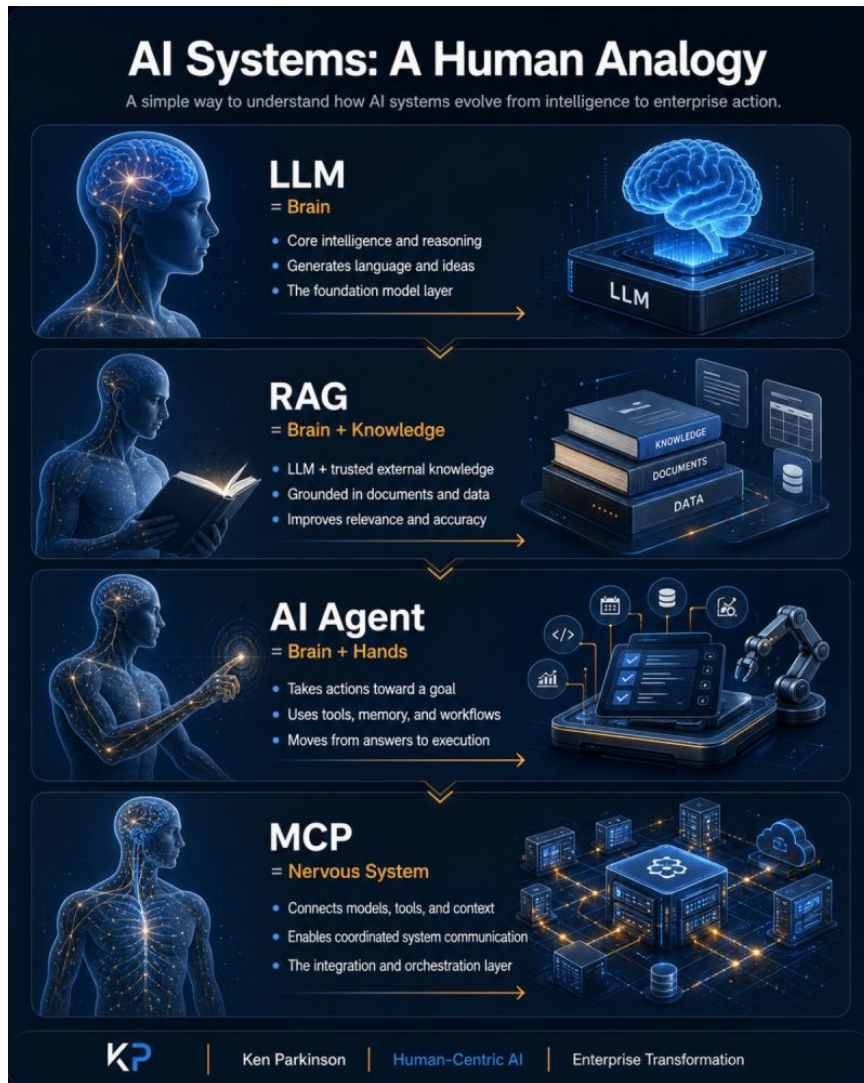 AI Systems: A Human Analogy
A simple way to understand how AI systems evolve from intelligence to enterprise action.
LLM
= Brain
• Core intelligence and reasoning
• Generates language and ideas
• The foundation model layer
LLM
RAG
= Brain + Knowledge
• LLM + trusted external knowledge
• Grounded in documents and data
• Improves relevance and accuracy
KNOWLEDGE
DOCUMENTS
DATA
AI Agent
= Brain + Hands
• Takes actions toward a goal
• Uses tools, memory, and workflows
• Moves from answers to execution
</>
MCP
= Nervous System
• Connects models, tools, and context
• Enables coordinated system communication
• The integration and orchestration layer
KP | Ken Parkinson | Human-Centric AI | Enterprise Transformation